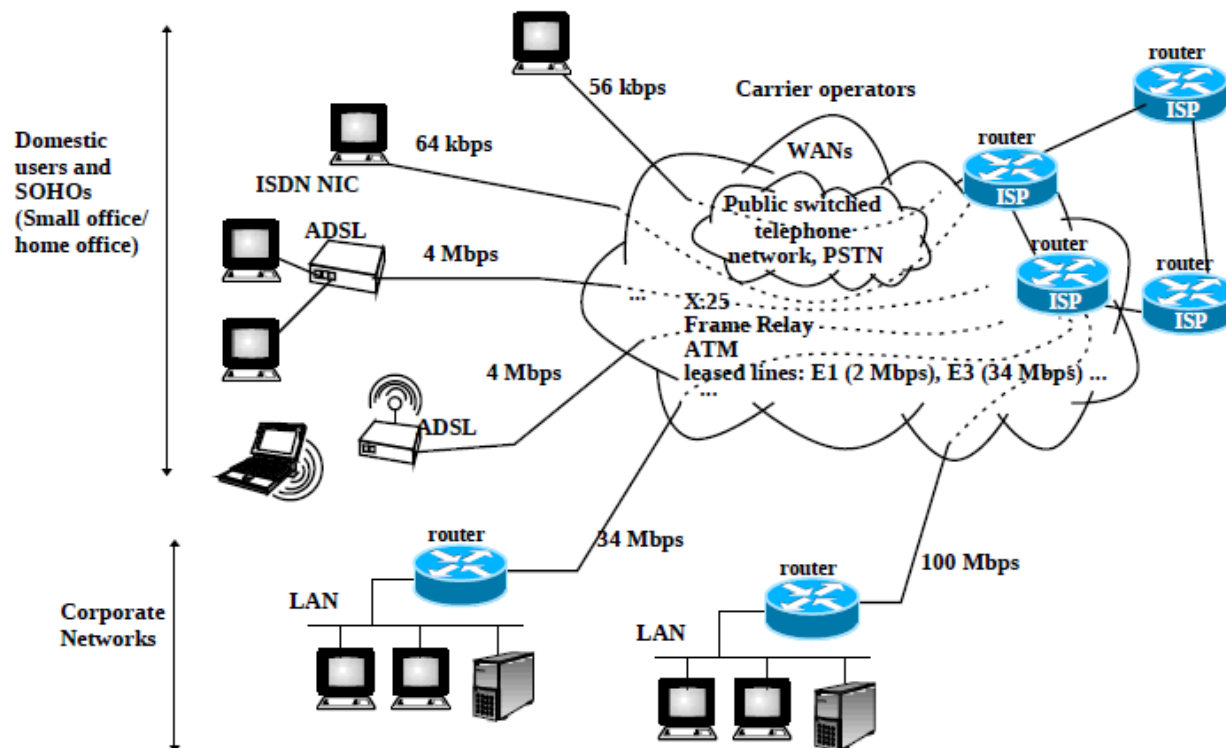 56 kbps
Carrier operators
router
ISP
router
ISP
Domestic
users and
SOHOs
(Small office/
home office)
64 kbps
WANs
ISDN NIC
Public switched
telephone
network, PSTN
ADSL
4 Mbps
router
ISP
router
ISP
...
X.25
Frame Relay
ATM
leased lines: E1 (2 Mbps), E3 (34 Mbps) ...
...
4 Mbps
ADSL
router
34 Mbps
router
100 Mbps
Corporate
Networks
LAN
LAN